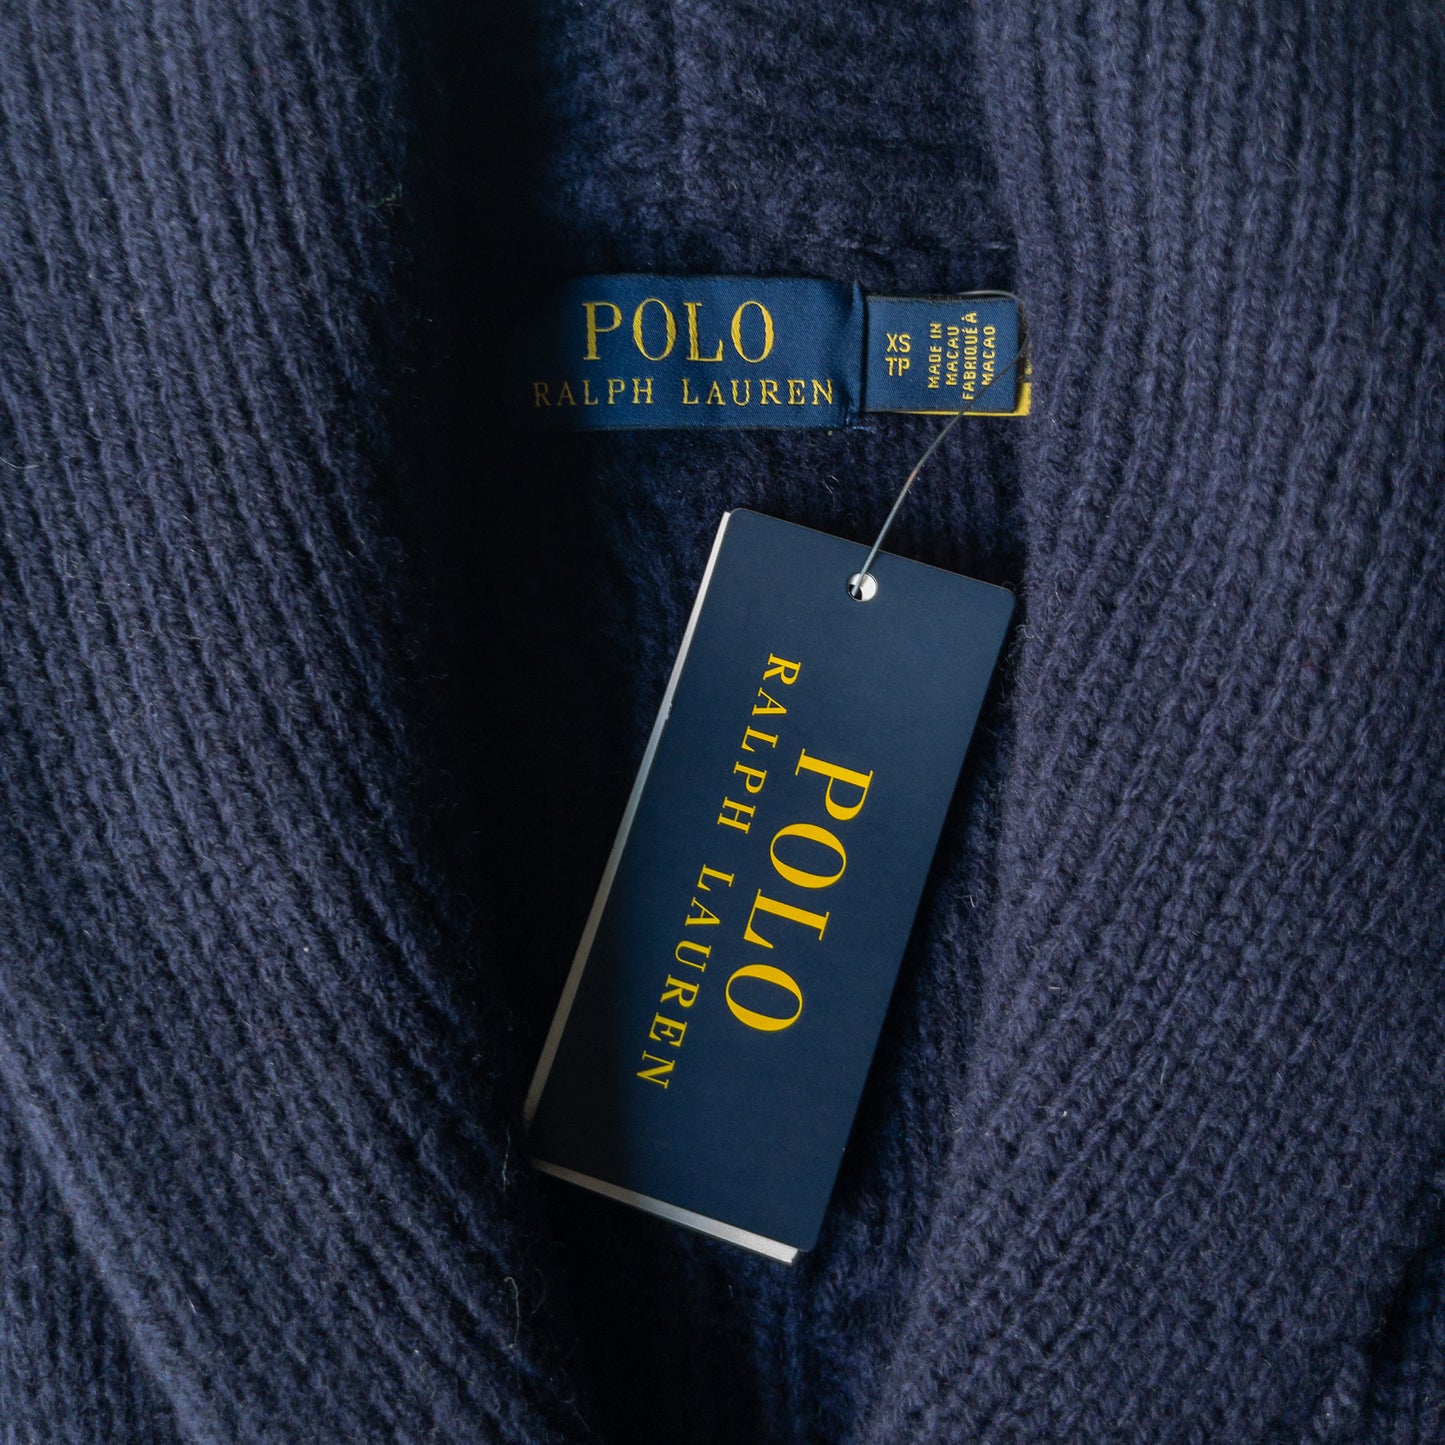 POLO
RALPH LAUREN
XS
TP
MADE IN
MACAU
FABRIQUÉ À
MACAO
POLO
RALPH LAUREN